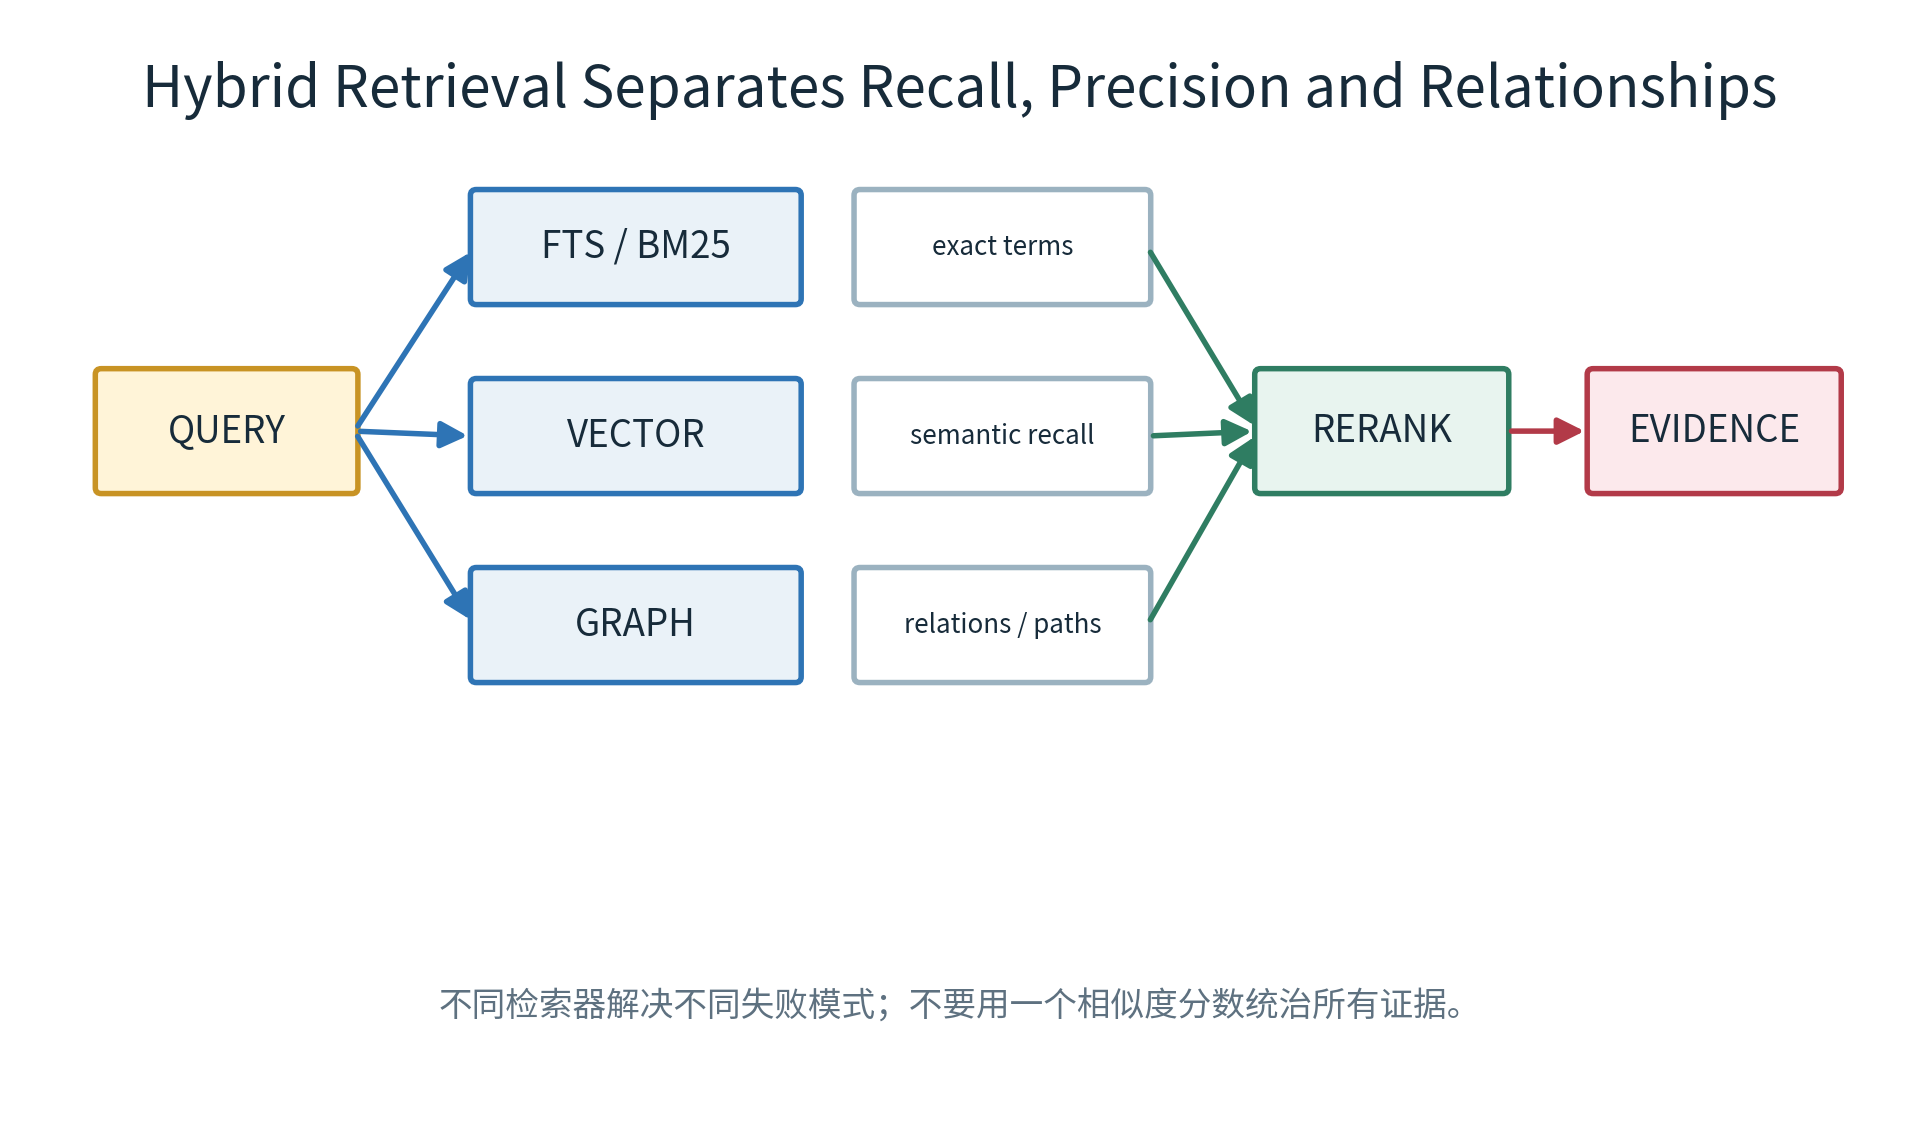 Hybrid Retrieval Separates Recall, Precision and Relationships
QUERY
FTS / BM25
exact terms
VECTOR
semantic recall
GRAPH
relations / paths
RERANK
EVIDENCE
不同检索器解决不同失败模式；不要用一个相似度分数统治所有证据。